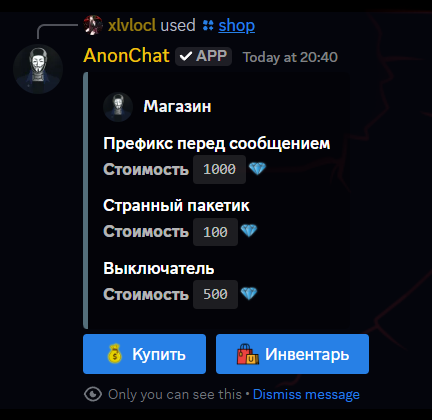 xlvlocl used shop
AnonChat ✓ APP Today at 20:40
Магазин
Префикс перед сообщением
Стоимость 1000
Странный пакетик
Стоимость 100
Выключатель
Стоимость 500
Купить Инвентарь
Only you can see this • Dismiss message